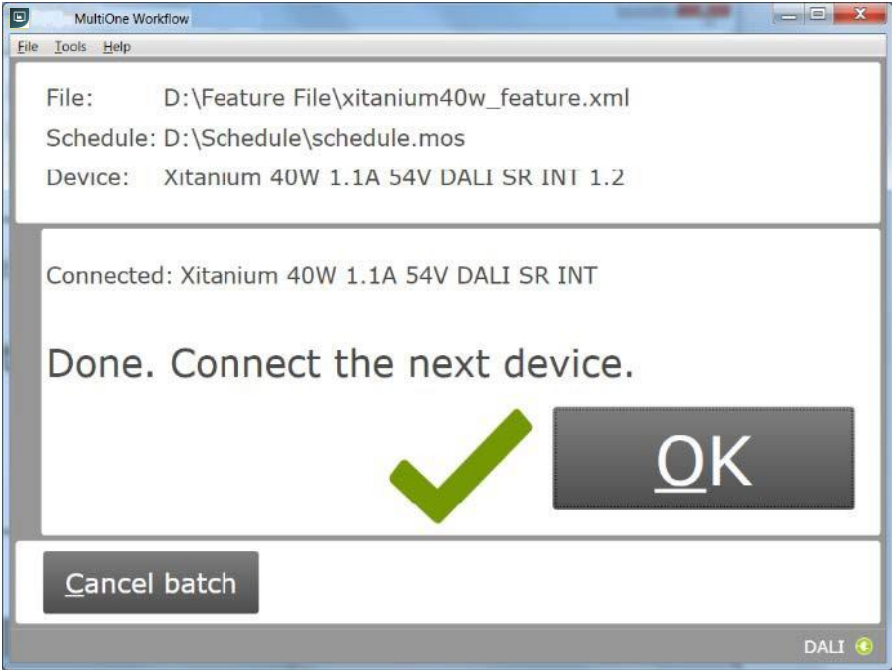 MultiOne Workflow
File Tools Help
File: D:\Feature File\xitanium40w_feature.xml
Schedule: D:\Schedule\schedule.mos
Device: Xitanium 40W 1.1A 54V DALI SR INT 1.2
Connected: Xitanium 40W 1.1A 54V DALI SR INT
Done. Connect the next device.
OK
Cancel batch
DALI